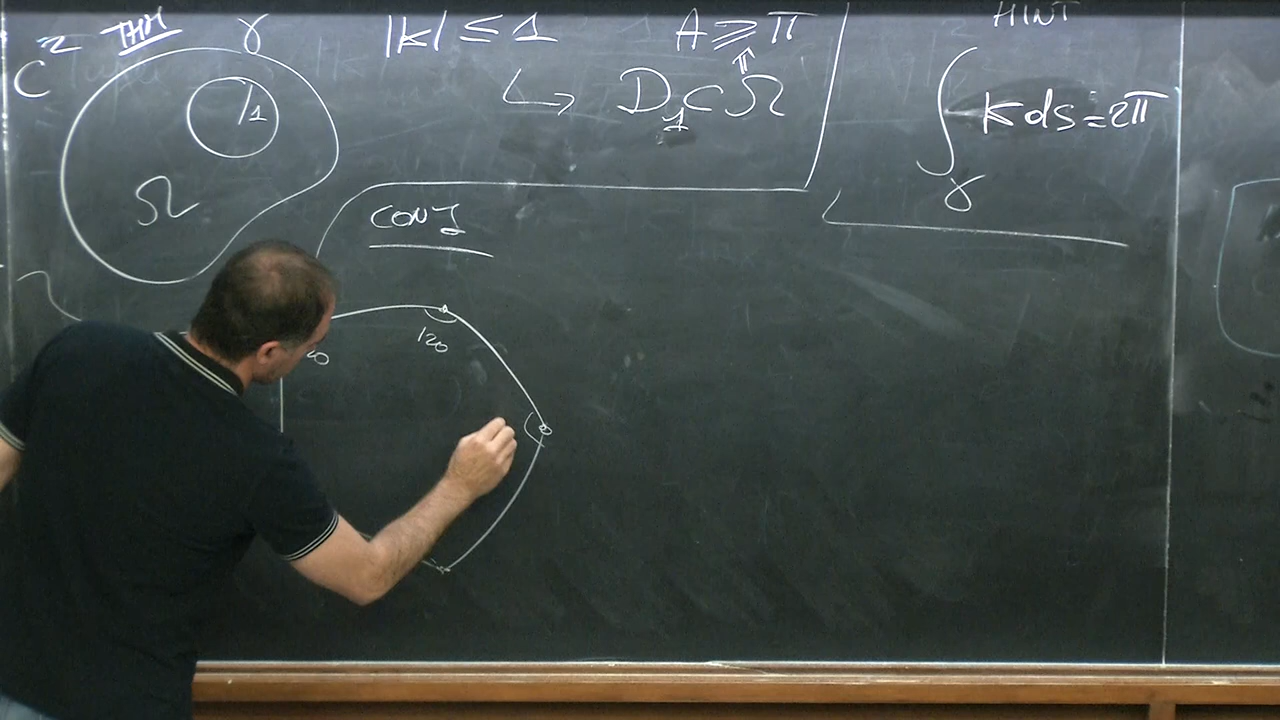 C² THM γ |k| ≤ 1 A ≥ π
1 ↪ D₁ ⊂ Ω
⇑
Ω
HINT
∫γ k ds = 2π
CONJ
120